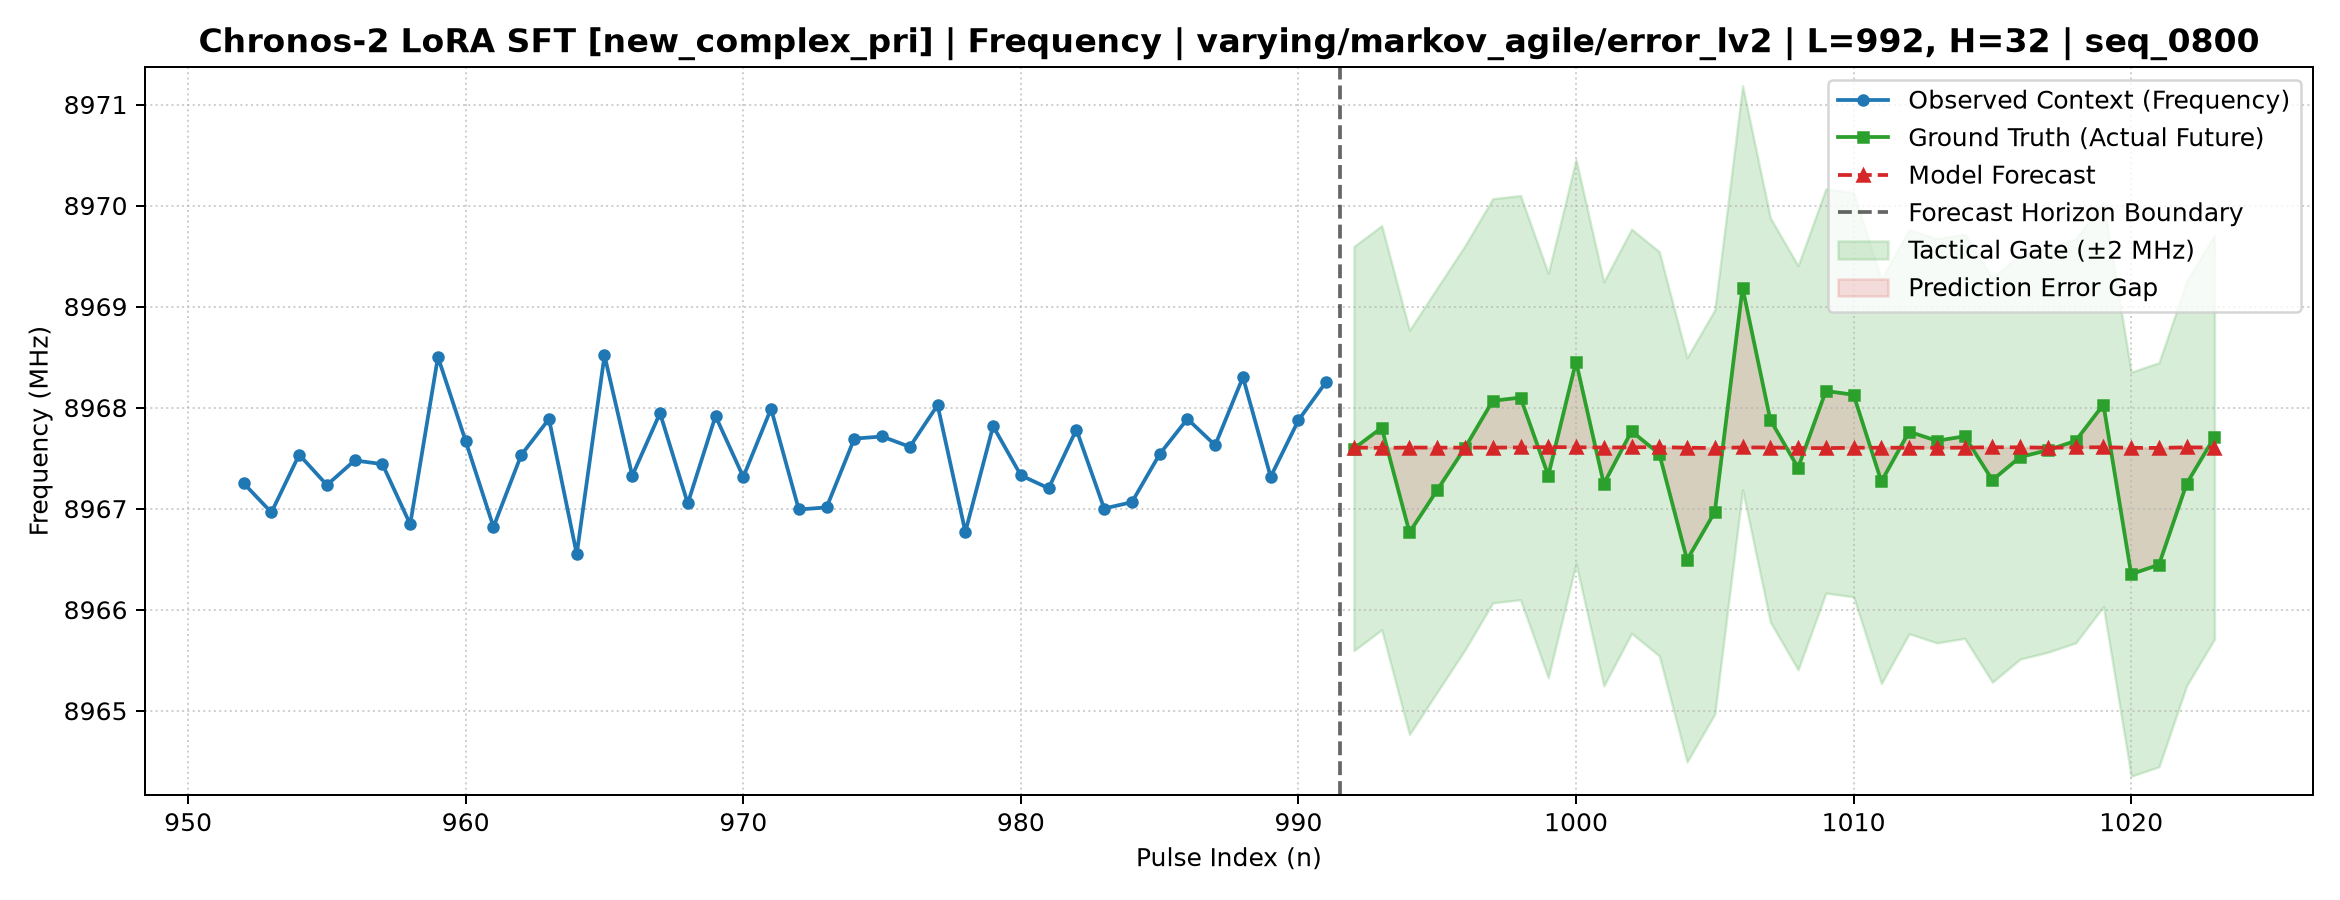 Chronos-2 LoRA SFT [new_complex_pri] | Frequency | varying/markov_agile/error_lv2 | L=992, H=32 | seq_0800
Observed Context (Frequency)
Ground Truth (Actual Future)
Model Forecast
Forecast Horizon Boundary
Tactical Gate (±2 MHz)
Prediction Error Gap
Frequency (MHz)
8971
8970
8969
8968
8967
8966
8965
950 960 970 980 990 1000 1010 1020
Pulse Index (n)